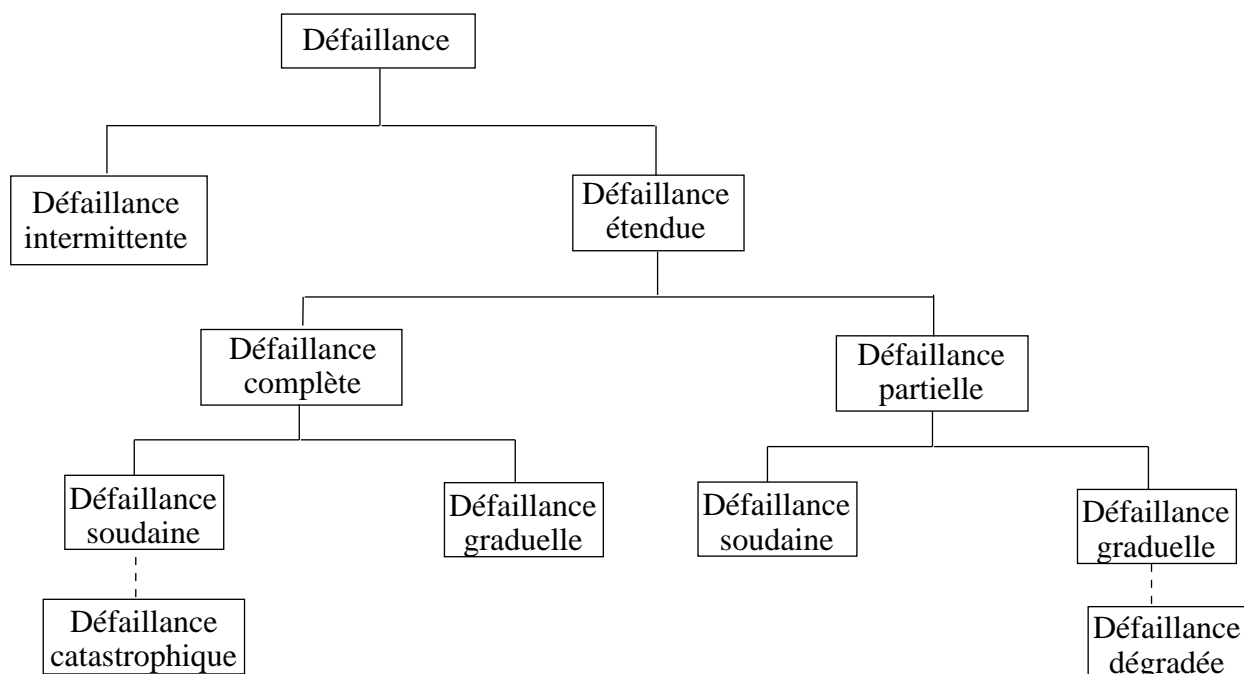 Défaillance
Défaillance
intermittente
Défaillance
étendue
Défaillance
complète
Défaillance
partielle
Défaillance
soudaine
Défaillance
graduelle
Défaillance
soudaine
Défaillance
graduelle
Défaillance
catastrophique
Défaillance
dégradée